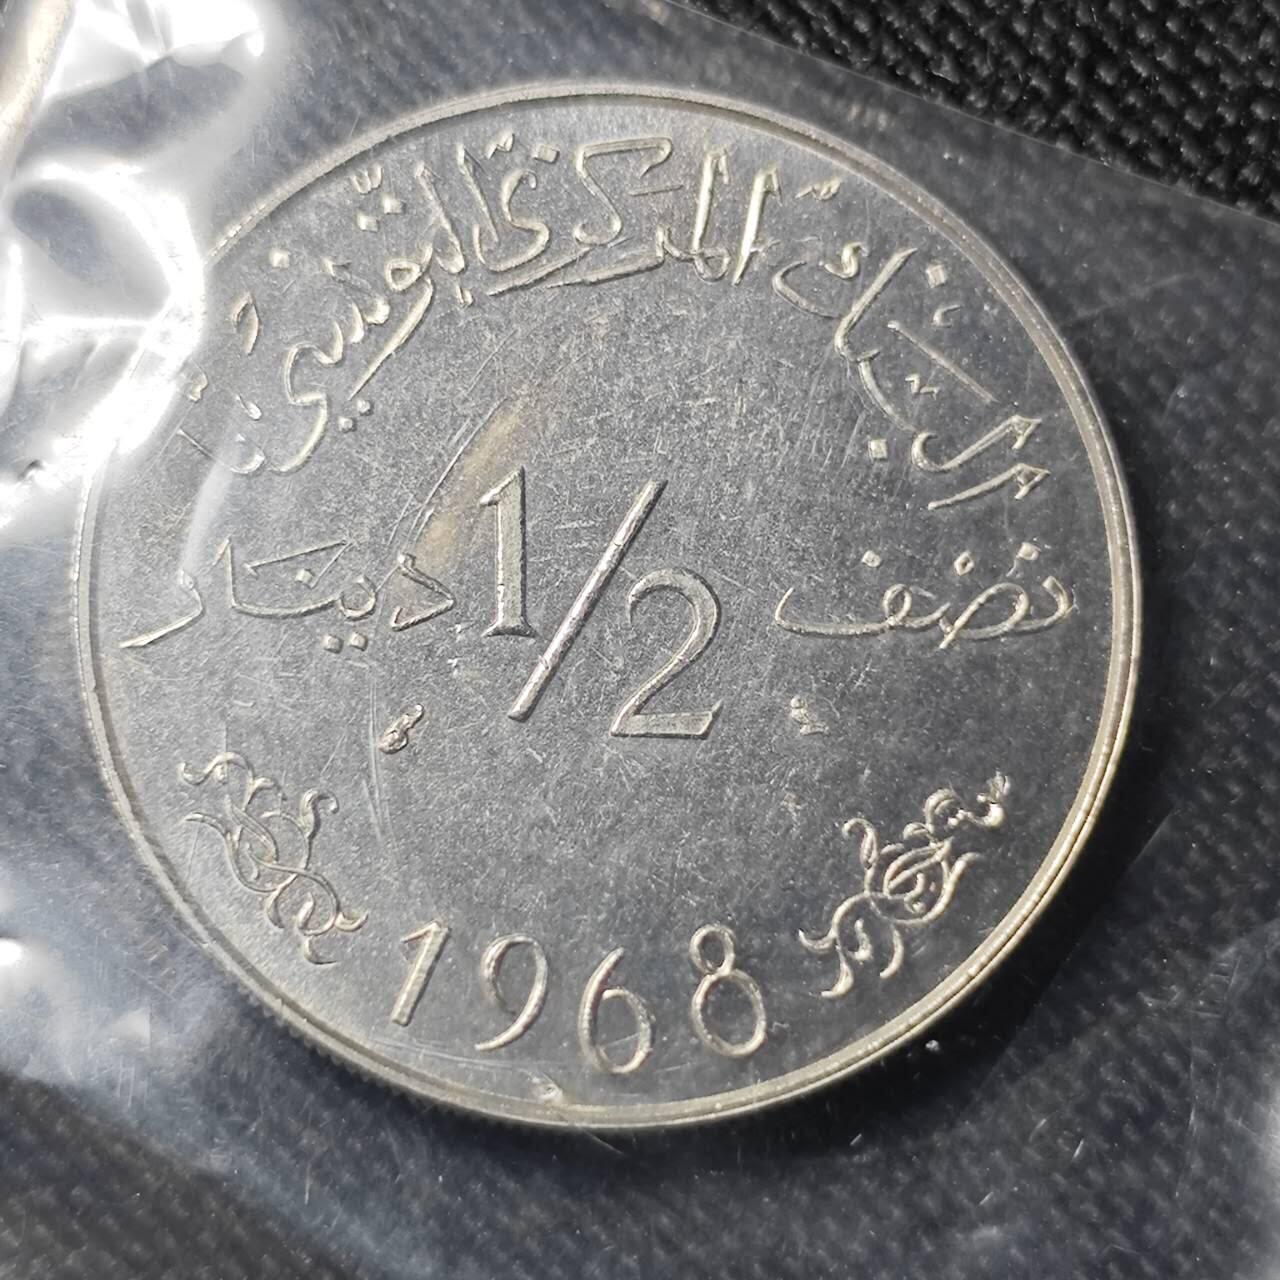 البنك المركزي التونسي
نصف 1/2 دينار
1968